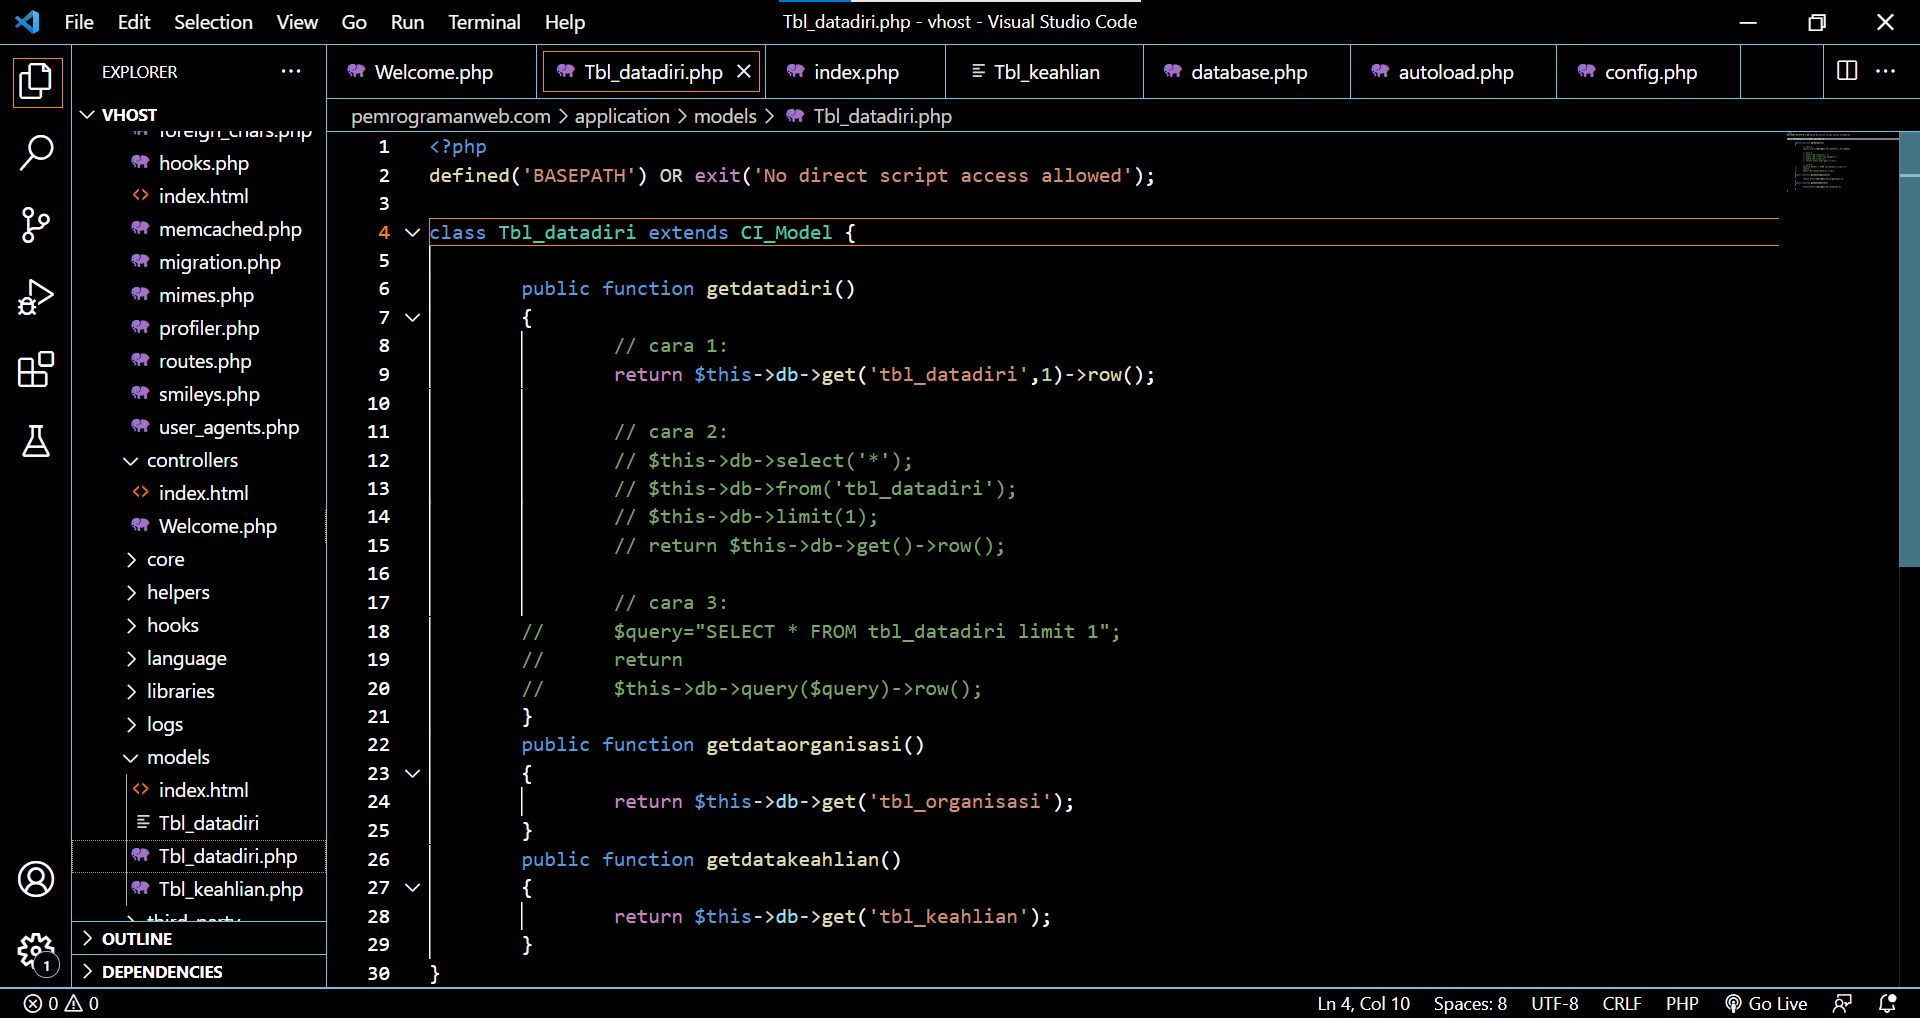 File Edit Selection View Go Run Terminal Help
Tbl_datadiri.php - vhost - Visual Studio Code
EXPLORER
Welcome.php Tbl_datadiri.php index.php Tbl_keahlian database.php autoload.php config.php
pemrogramanweb.com > application > models > Tbl_datadiri.php
VHOST
foreign_chars.php
hooks.php
index.html
memcached.php
migration.php
mimes.php
profiler.php
routes.php
smileys.php
user_agents.php
controllers
index.html
Welcome.php
core
helpers
hooks
language
libraries
logs
models
index.html
Tbl_datadiri
Tbl_datadiri.php
Tbl_keahlian.php
third_party
OUTLINE
DEPENDENCIES
1 <?php
2 defined('BASEPATH') OR exit('No direct script access allowed');
3
4 class Tbl_datadiri extends CI_Model {
5
6 public function getdatadiri()
7 {
8 // cara 1:
9 return $this->db->get('tbl_datadiri',1)->row();
10
11 // cara 2:
12 // $this->db->select('*');
13 // $this->db->from('tbl_datadiri');
14 // $this->db->limit(1);
15 // return $this->db->get()->row();
16
17 // cara 3:
18 // $query="SELECT * FROM tbl_datadiri limit 1";
19 // return
20 // $this->db->query($query)->row();
21 }
22 public function getdataorganisasi()
23 {
24 return $this->db->get('tbl_organisasi');
25 }
26 public function getdatakeahlian()
27 {
28 return $this->db->get('tbl_keahlian');
29 }
30 }
1
0 0
Ln 4, Col 10 Spaces: 8 UTF-8 CRLF PHP Go Live